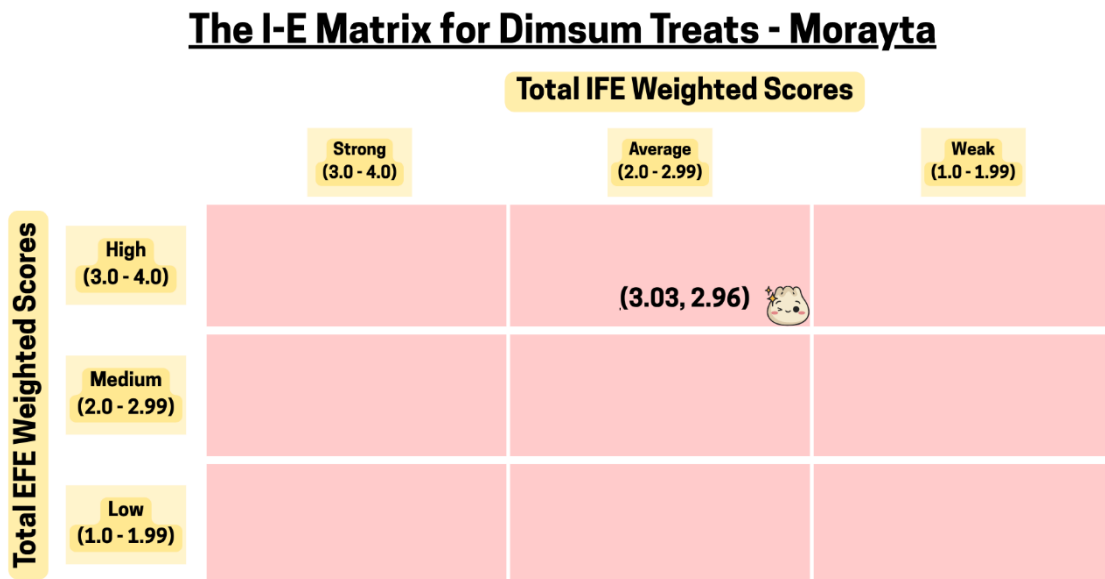 The I-E Matrix for Dimsum Treats - Morayta
Total IFE Weighted Scores
Strong
(3.0 - 4.0)
Average
(2.0 - 2.99)
Weak
(1.0 - 1.99)
Total EFE Weighted Scores
High
(3.0 - 4.0)
(3.03, 2.96)
Medium
(2.0 - 2.99)
Low
(1.0 - 1.99)